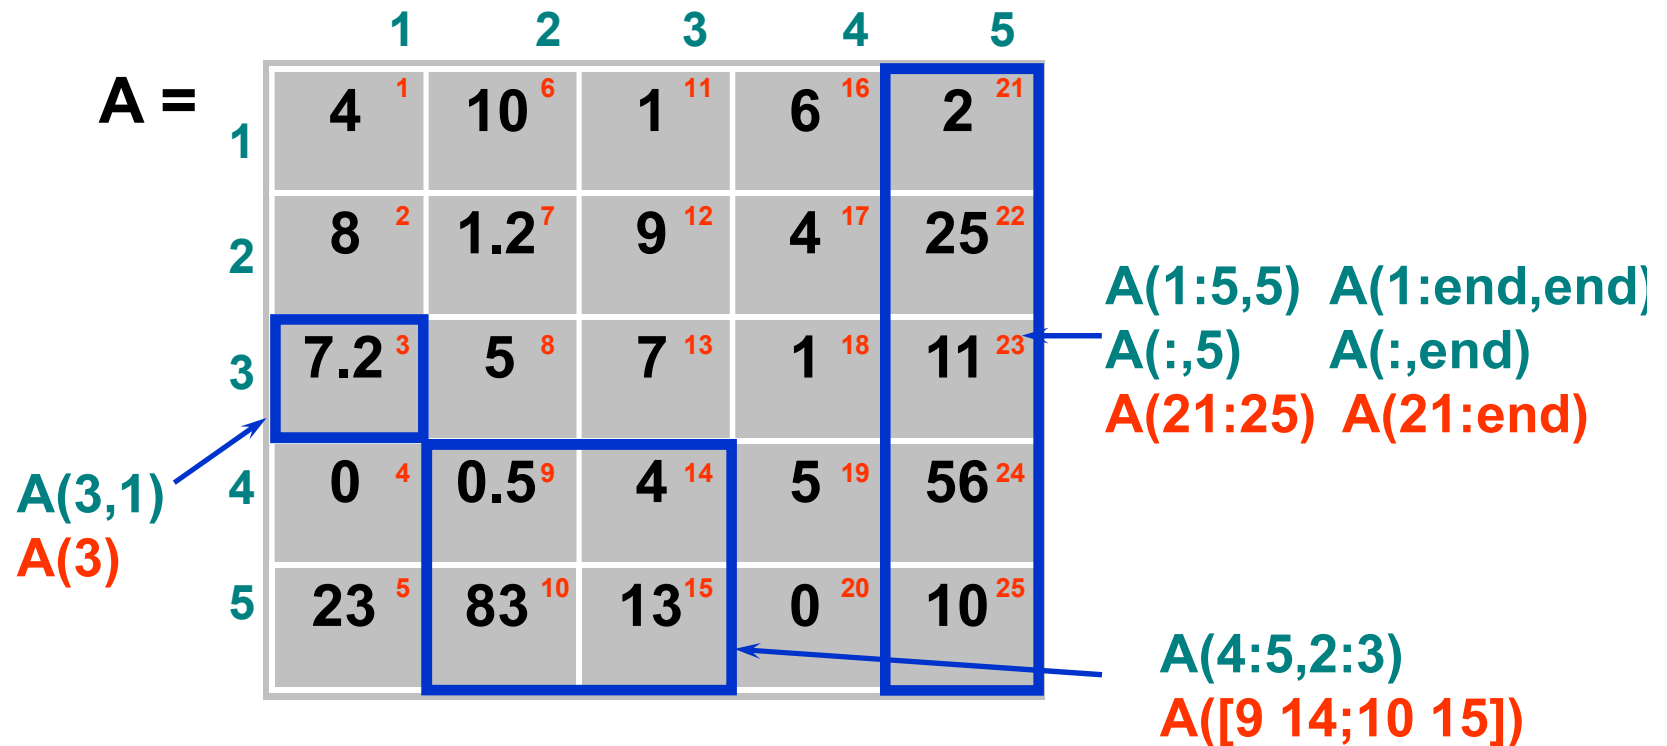 1 2 3 4 5
A =
1 4 1 10 6 1 11 6 16 2 21
2 8 2 1.2 7 9 12 4 17 25 22
3 7.2 3 5 8 7 13 1 18 11 23
4 0 4 0.5 9 4 14 5 19 56 24
5 23 5 83 10 13 15 0 20 10 25
A(3,1)
A(3)
A(1:5,5) A(1:end,end)
A(:,5) A(:,end)
A(21:25) A(21:end)
A(4:5,2:3)
A([9 14;10 15])